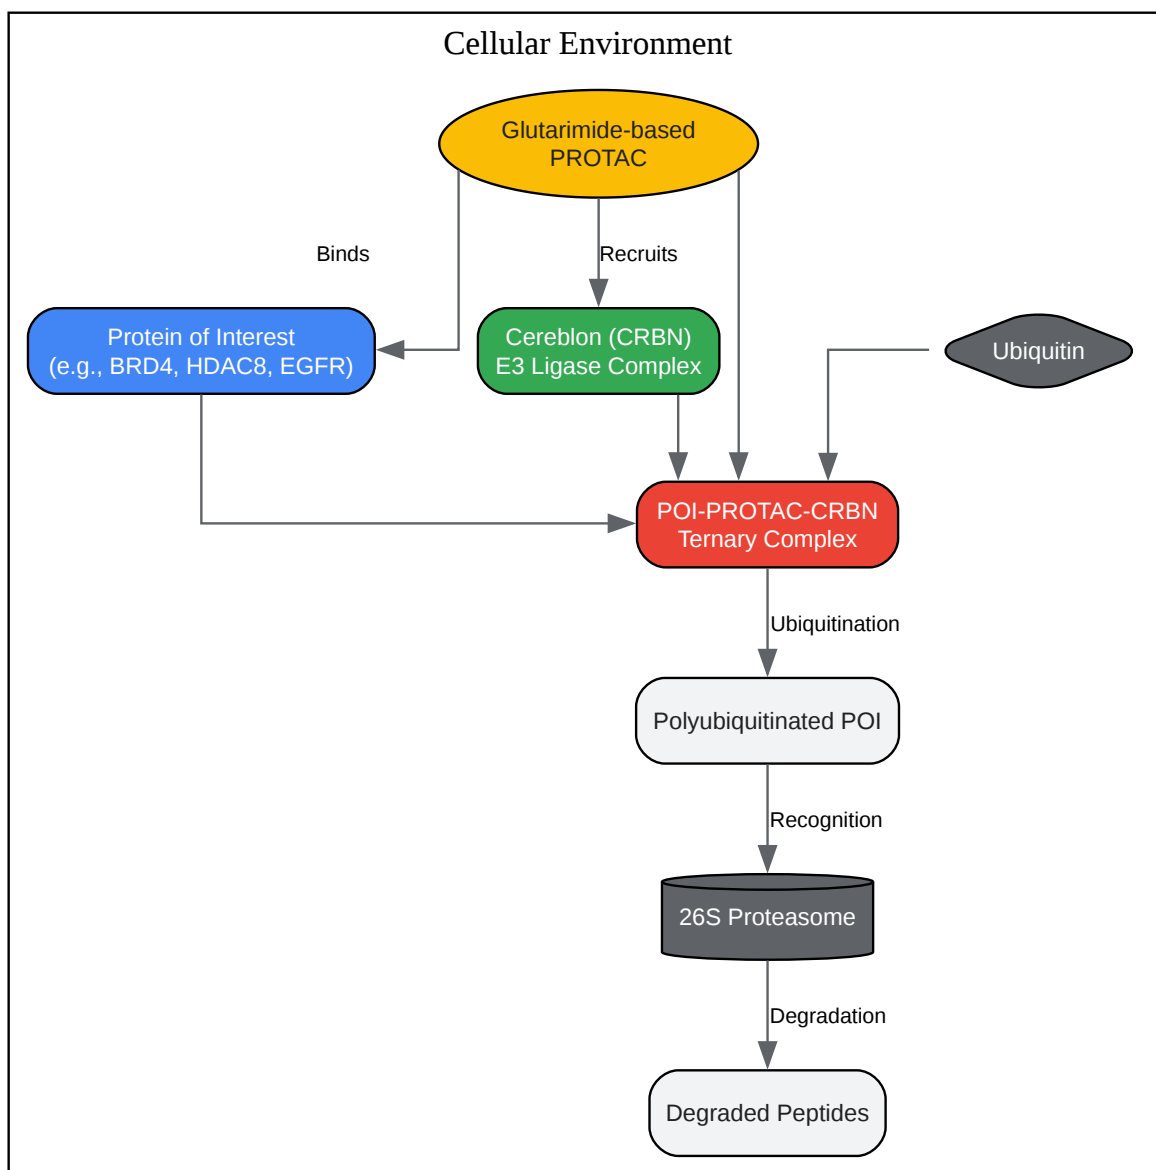 Cellular Environment
Glutarimide-based
PROTAC
Binds
Recruits
Protein of Interest
(e.g., BRD4, HDAC8, EGFR)
Cereblon (CRBN)
E3 Ligase Complex
Ubiquitin
POI-PROTAC-CRBN
Ternary Complex
Ubiquitination
Polyubiquitinated POI
Recognition
26S Proteasome
Degradation
Degraded Peptides